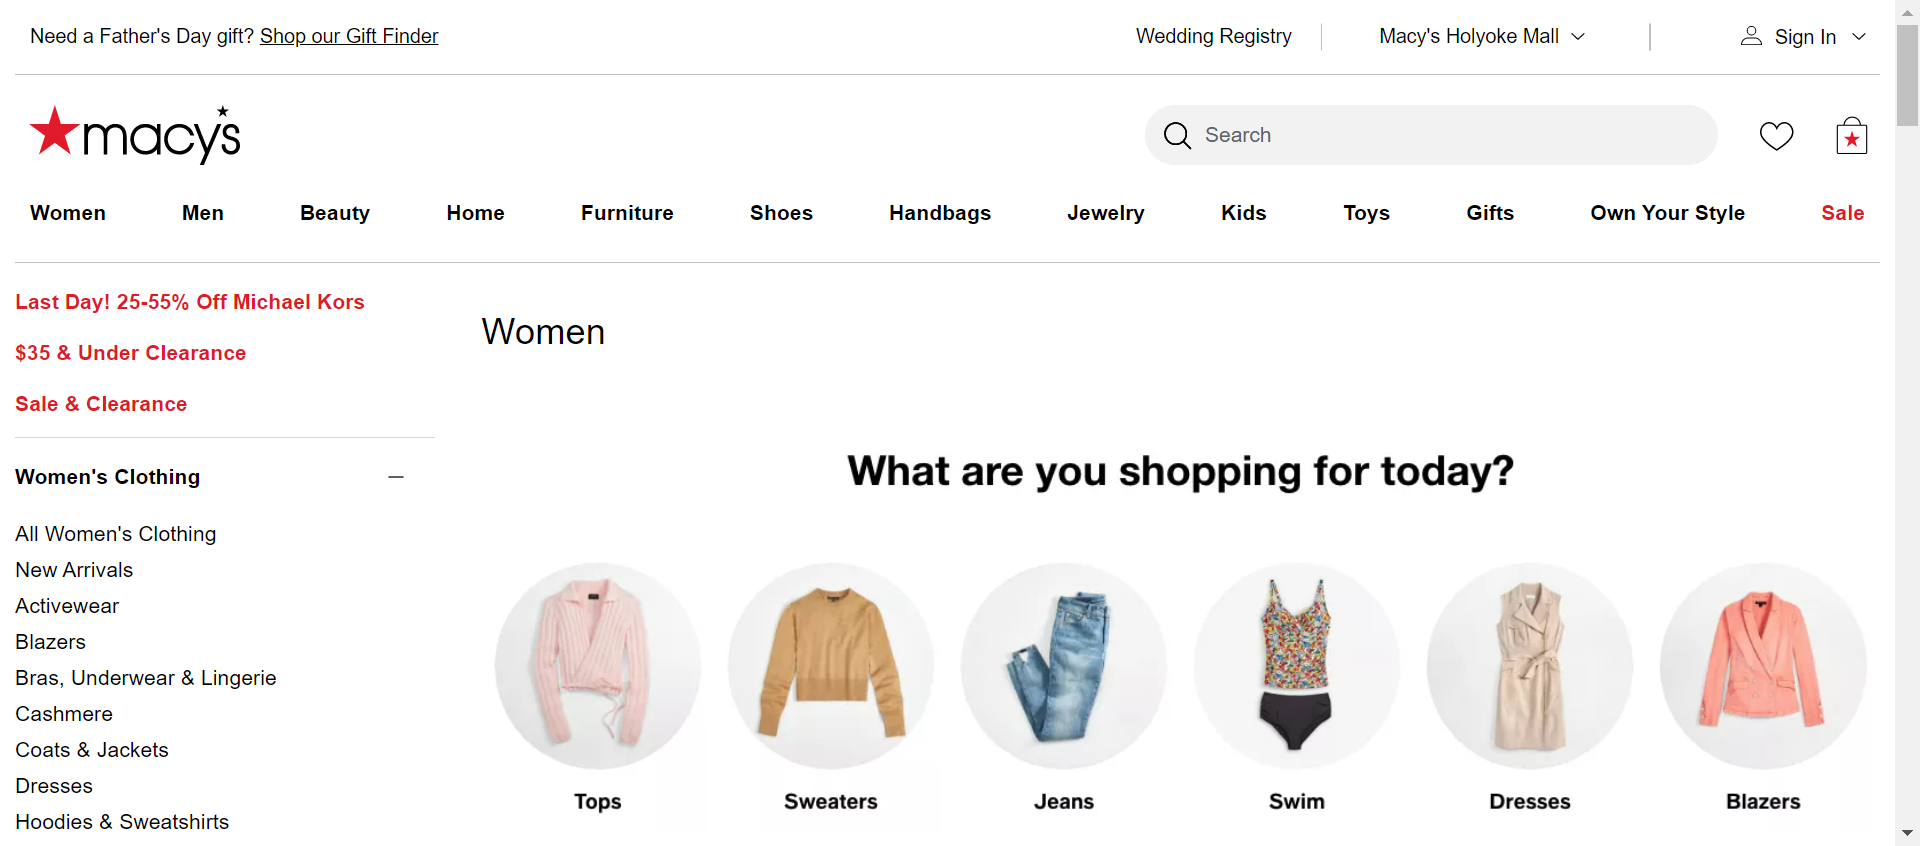 Need a Father's Day gift? Shop our Gift Finder
Wedding Registry
Macy's Holyoke Mall
Sign In
macy's
Search
Women Men Beauty Home Furniture Shoes Handbags Jewelry Kids Toys Gifts Own Your Style Sale
Last Day! 25-55% Off Michael Kors
$35 & Under Clearance
Sale & Clearance
Women's Clothing
All Women's Clothing
New Arrivals
Activewear
Blazers
Bras, Underwear & Lingerie
Cashmere
Coats & Jackets
Dresses
Hoodies & Sweatshirts
Women
What are you shopping for today?
Tops Sweaters Jeans Swim Dresses Blazers